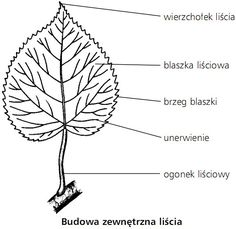 wierzchołek liścia
blaszka liściowa
brzeg blaszki
unerwienie
ogonek liściowy
Budowa zewnętrzna liścia